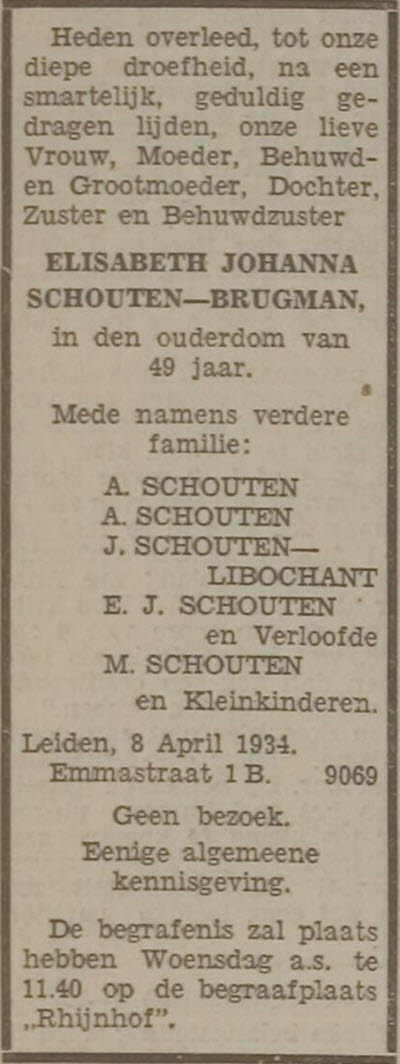 Heden overleed, tot onze
diepe droefheid, na een
smartelijk, geduldig ge-
dragen lijden, onze lieve
Vrouw, Moeder, Behuwd-
en Grootmoeder, Dochter,
Zuster en Behuwdzuster
ELISABETH JOHANNA
SCHOUTEN—BRUGMAN,
in den ouderdom van
49 jaar.
Mede namens verdere
familie:
A. SCHOUTEN
A. SCHOUTEN
J. SCHOUTEN—
LIBOCHANT
E. J. SCHOUTEN
en Verloofde
M. SCHOUTEN
en Kleinkinderen.
Leiden, 8 April 1934.
Emmastraat 1 B. 9069
Geen bezoek.
Eenige algemeene
kennisgeving.
De begrafenis zal plaats
hebben Woensdag a.s. te
11.40 op de begraafplaats
„Rhijnhof”.